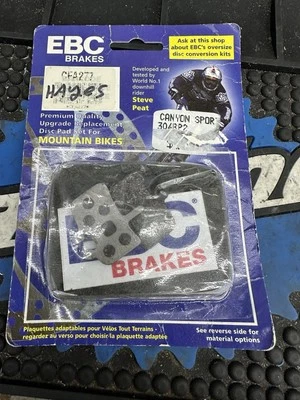 EBC
BRAKES
Ask at this shop
about EBC's oversize
disc conversion kits
CFA277
HAYES
Developed and
tested by
World No.1
downhill
rider
Steve
Peat
Premium Quality
Upgrade Replacement
Disc Pad Set For
MOUNTAIN BIKES
CANYON SPOR
EBC
BRAKES
Plaquettes adaptables pour Vélos Tout Terrains -
regardez au verso pour choisir la plaquette adaptée
See reverse side for
material options